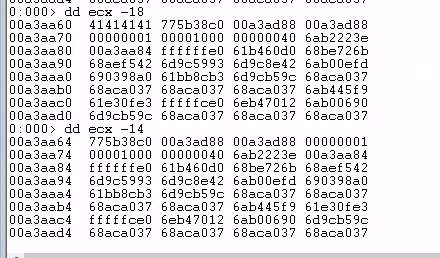 0:000> dd ecx -18
00a3aa60 41414141 775b38c0 00a3ad88 00a3ad88
00a3aa70 00000001 00001000 00000040 6ab2223e
00a3aa80 00a3aa84 ffffffe0 61b460d0 68be726b
00a3aa90 68aef542 6d9c5993 6d9c8e42 6ab00efd
00a3aaa0 690398a0 61bb8cb3 6d9cb59c 68aca037
00a3aab0 68aca037 68aca037 68aca037 6ab445f9
00a3aac0 61e30fe3 fffffce0 6eb47012 6ab00690
00a3aad0 6d9cb59c 68aca037 68aca037 68aca037
0:000> dd ecx -14
00a3aa64 775b38c0 00a3ad88 00a3ad88 00000001
00a3aa74 00001000 00000040 6ab2223e 00a3aa84
00a3aa84 ffffffe0 61b460d0 68be726b 68aef542
00a3aa94 6d9c5993 6d9c8e42 6ab00efd 690398a0
00a3aaa4 61bb8cb3 6d9cb59c 68aca037 68aca037
00a3aab4 68aca037 68aca037 6ab445f9 61e30fe3
00a3aac4 fffffce0 6eb47012 6ab00690 6d9cb59c
00a3aad4 68aca037 68aca037 68aca037 68aca037